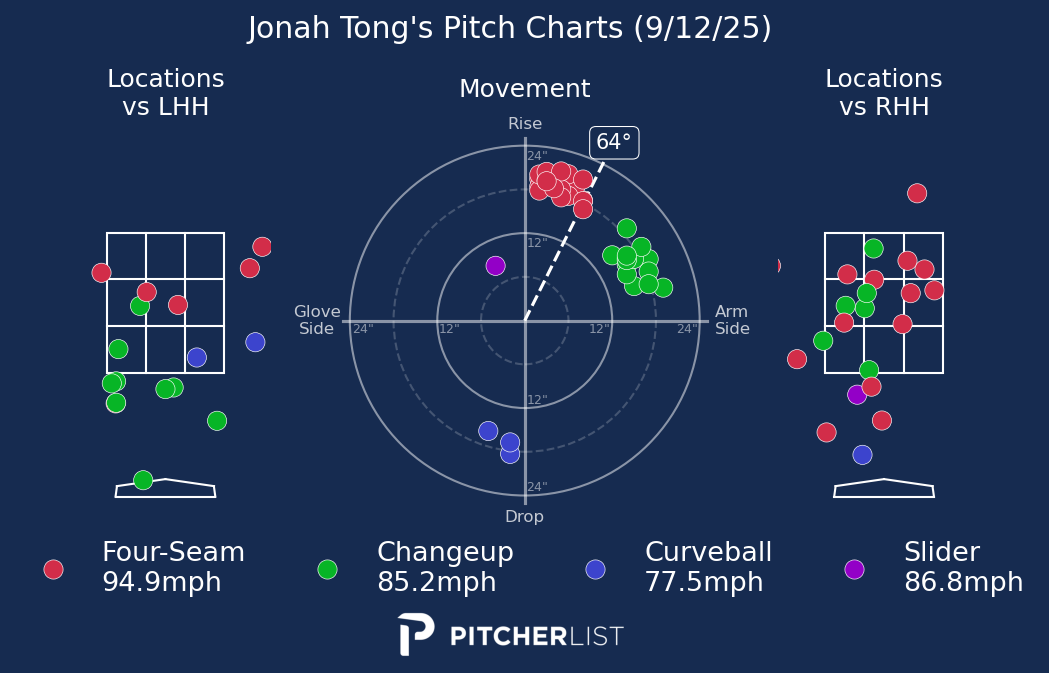 Jonah Tong's Pitch Charts (9/12/25)
Locations
vs LHH
Movement
Locations
vs RHH
Rise
64°
24"
12"
Glove
Side
24"
12"
12"
24"
Arm
Side
12"
24"
Drop
Four-Seam
94.9mph
Changeup
85.2mph
Curveball
77.5mph
Slider
86.8mph
PITCHERLIST